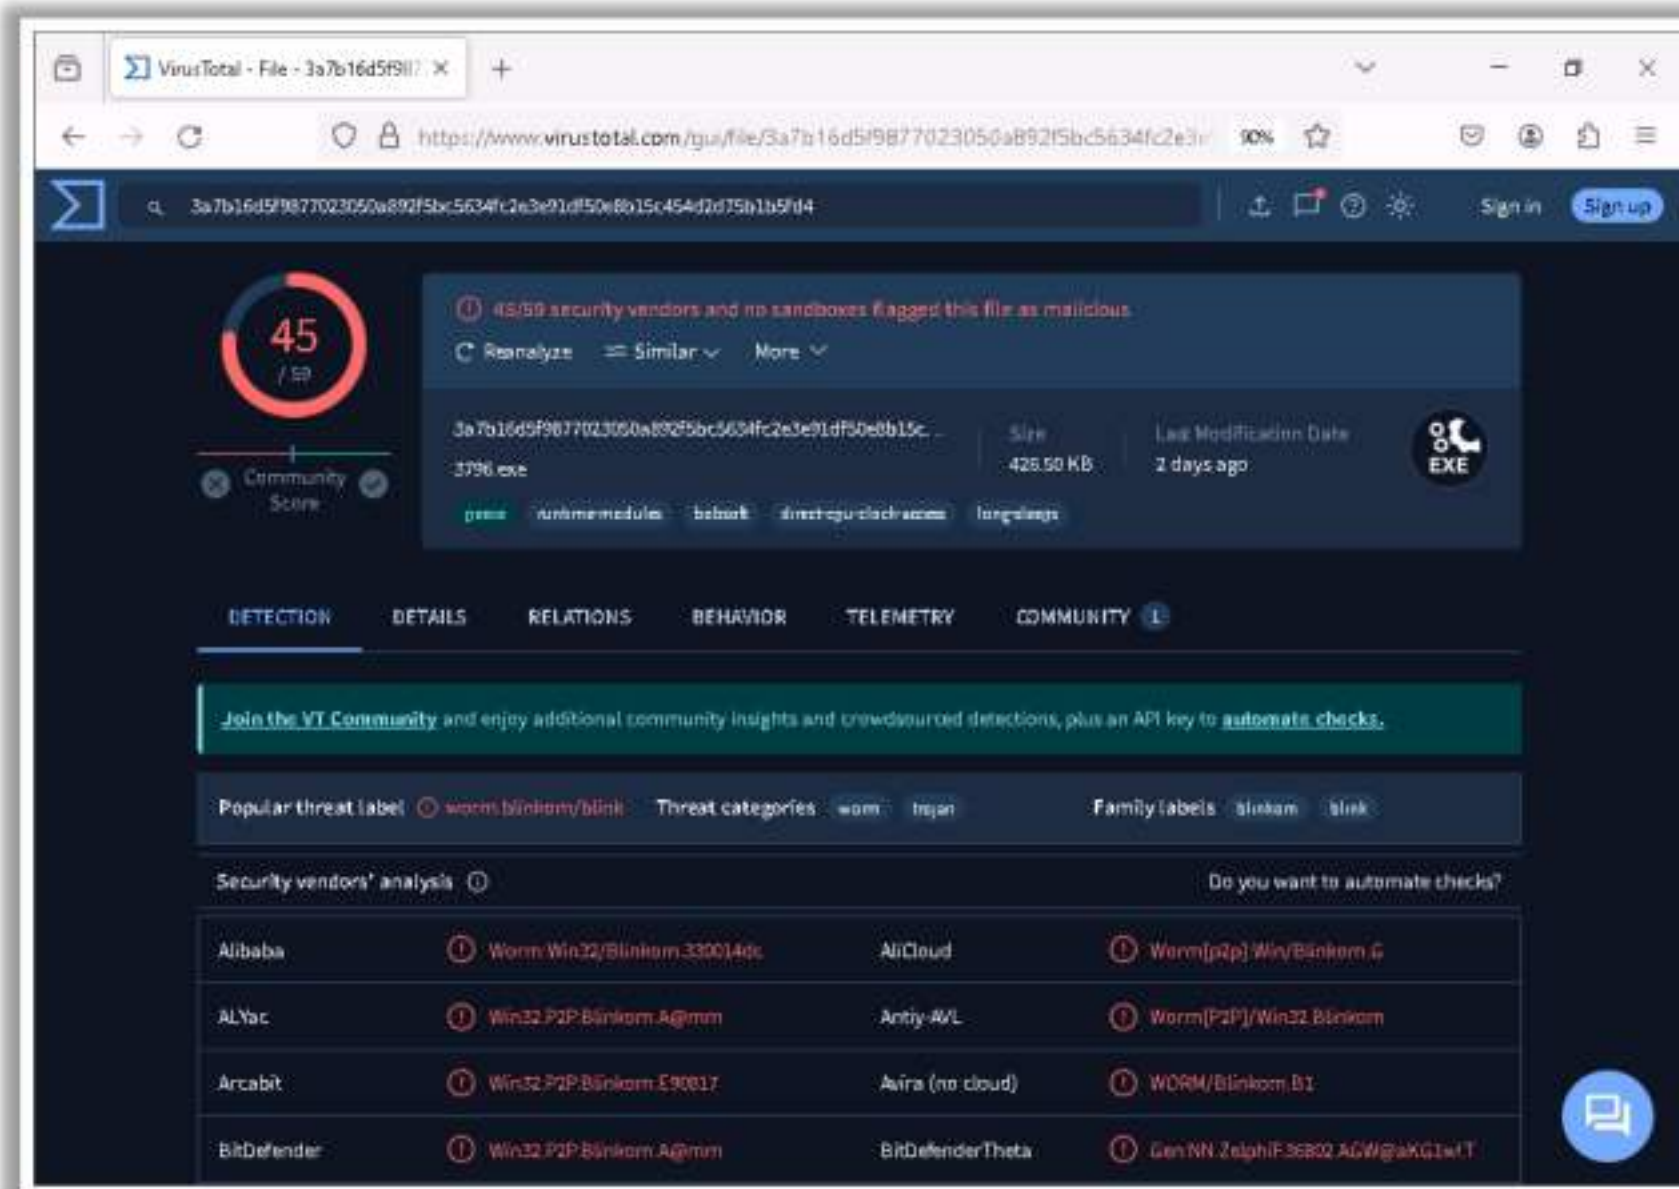 VirusTotal - File - 3a7b16d5f987
https://www.virustotal.com/gui/file/3a7b16d5f9877023050a892f5bc5634fc2e3e 90%
3a7b16d5f9877023050a892f5bc5634fc2e3e91df50e8b15c454d2d75b1b5fd4 Sign in Sign up
45
/ 59
45/59 security vendors and no sandboxes flagged this file as malicious
Reanalyze Similar More
Community
Score
3a7b16d5f9877023050a892f5bc5634fc2e3e91df50e8b15c...
3796.exe
Size
426.50 KB
Last Modification Date
2 days ago
EXE
peexe runtime-modules bobsoft direct-cpu-clock-access long-sleeps
DETECTION DETAILS RELATIONS BEHAVIOR TELEMETRY COMMUNITY 1
Join the VT Community and enjoy additional community insights and crowdsourced detections, plus an API key to automate checks.
Popular threat label worm.blinkom/blink Threat categories worm trojan Family labels blinkom blink
Security vendors' analysis Do you want to automate checks?
Alibaba Worm:Win32/Blinkom.330014dc AliCloud Worm[p2p]:Win/Blinkom.G
ALYac Win32.P2P.Blinkom.A@mm Antiy-AVL Worm[P2P]/Win32.Blinkom
Arcabit Win32.P2P.Blinkom.E90817 Avira (no cloud) WORM/Blinkom.B1
BitDefender Win32.P2P.Blinkom.A@mm BitDefenderTheta